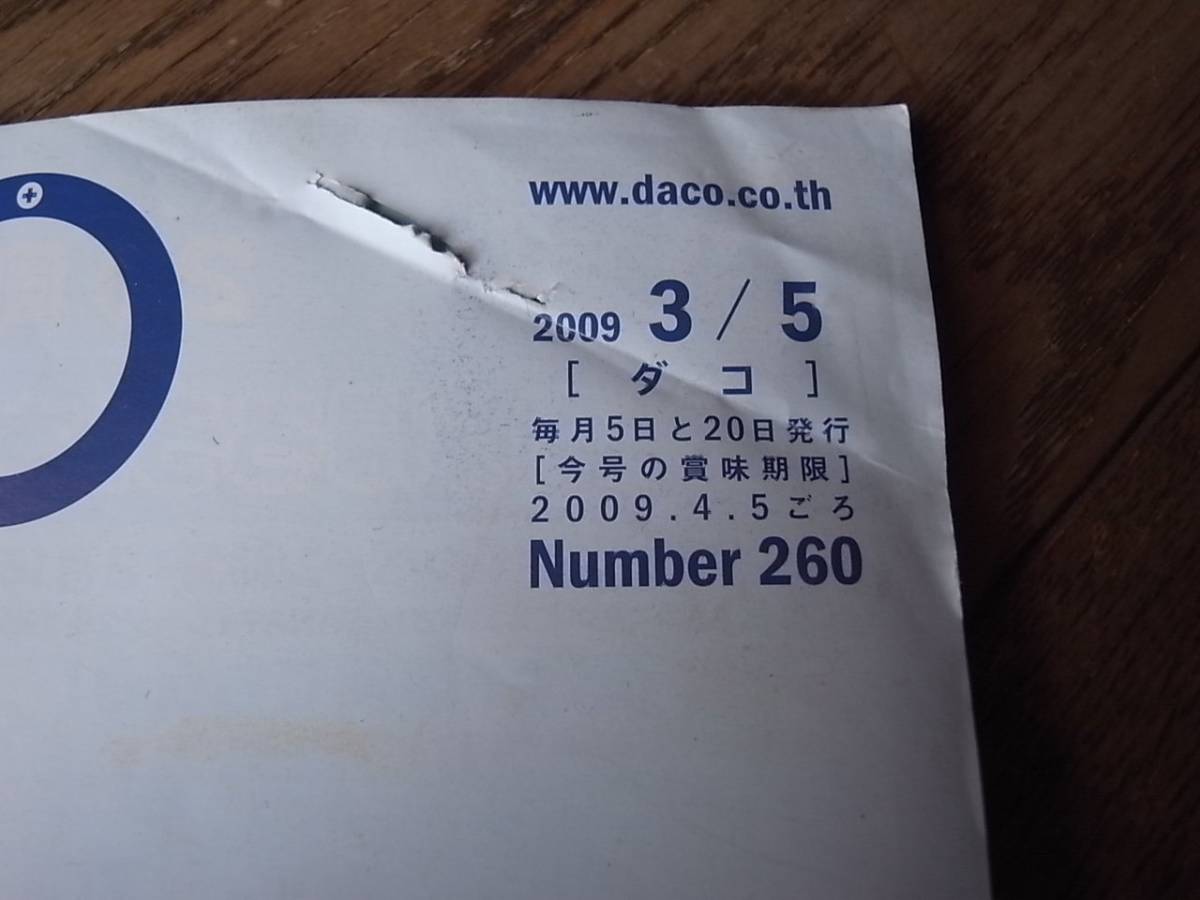 www.daco.co.th
2009 3 / 5
[ ダ コ ]
毎月5日と20日発行
[今号の賞味期限]
2009.4.5ごろ
Number 260